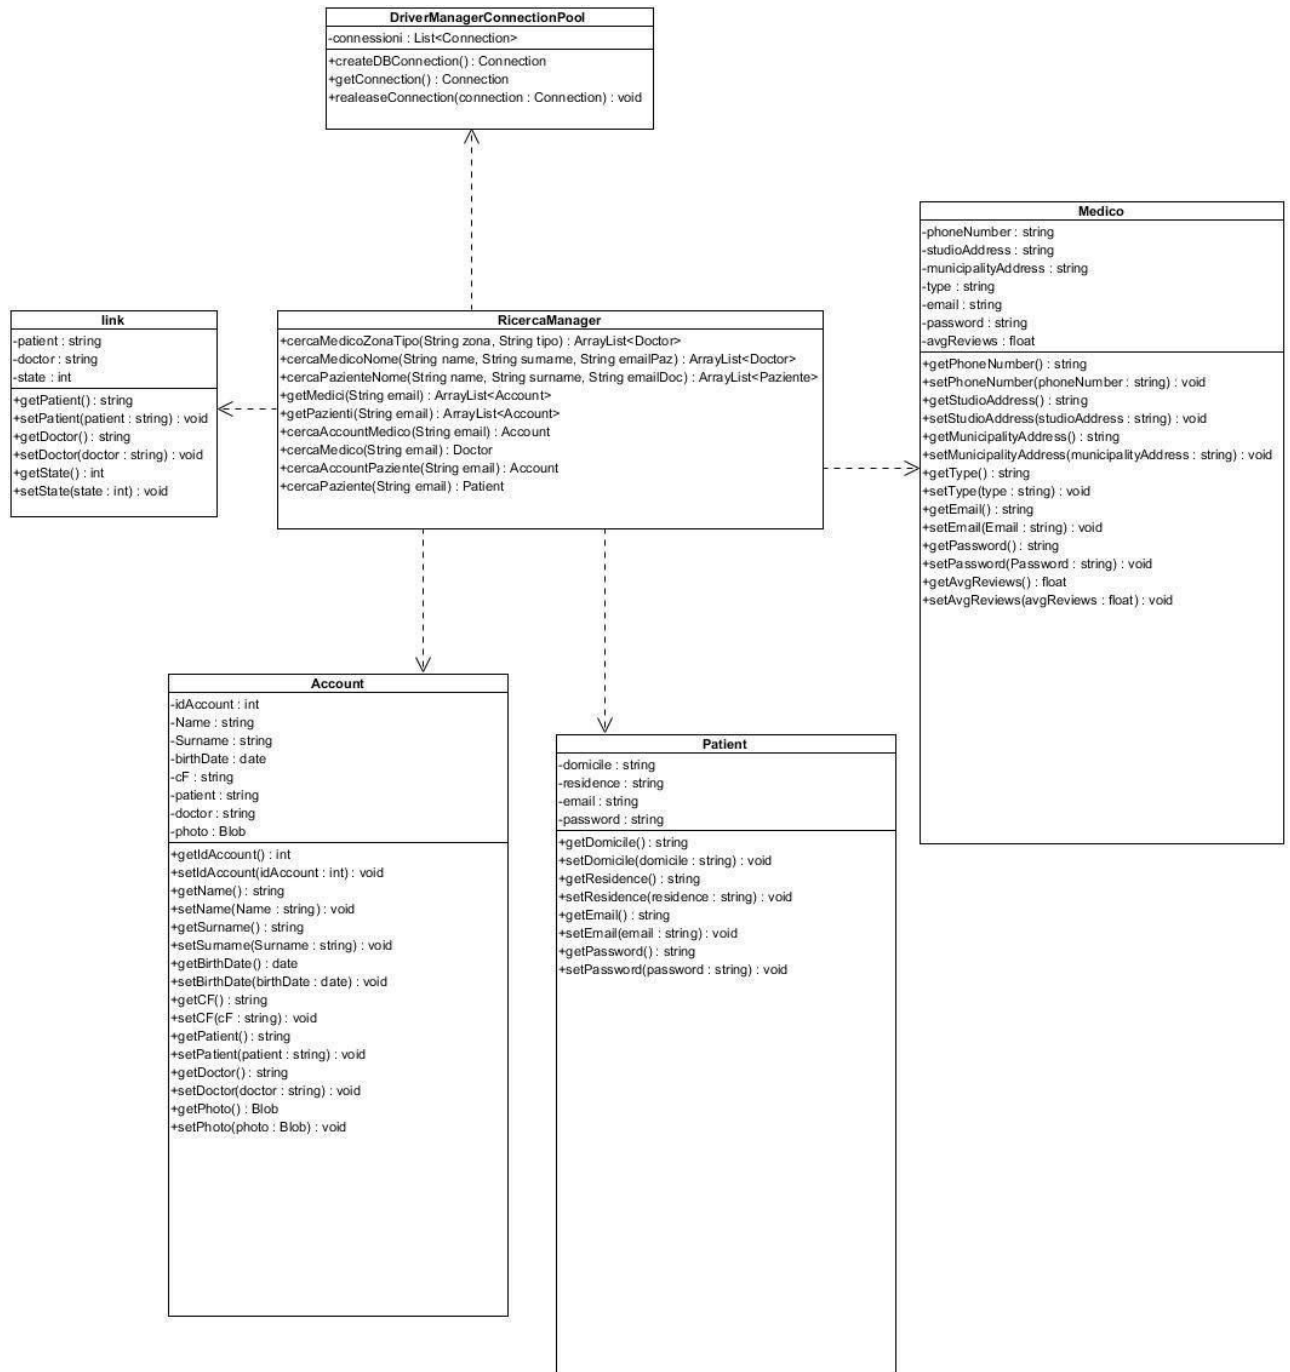 DriverManagerConnectionPool
-connessioni : List<Connection>
+createDBConnection() : Connection
+getConnection() : Connection
+realeaseConnection(connection : Connection) : void
Medico
-phoneNumber : string
-studioAddress : string
-municipalityAddress : string
-type : string
-email : string
-password : string
-avgReviews : float
+getPhoneNumber() : string
+setPhoneNumber(phoneNumber : string) : void
+getStudioAddress() : string
+setStudioAddress(studioAddress : string) : void
+getMunicipalityAddress() : string
+setMunicipalityAddress(municipalityAddress : string) : void
+getType() : string
+setType(type : string) : void
+getEmail() : string
+setEmail(Email : string) : void
+getPassword() : string
+setPassword(Password : string) : void
+getAvgReviews() : float
+setAvgReviews(avgReviews : float) : void
link
-patient : string
-doctor : string
-state : int
+getPatient() : string
+setPatient(patient : string) : void
+getDoctor() : string
+setDoctor(doctor : string) : void
+getState() : int
+setState(state : int) : void
RicercaManager
+cercaMedicoZonaTipo(String zona, String tipo) : ArrayList<Doctor>
+cercaMedicoNome(String name, String surname, String emailPaz) : ArrayList<Doctor>
+cercaPazienteNome(String name, String surname, String emailDoc) : ArrayList<Paziente>
+getMedici(String email) : ArrayList<Account>
+getPazienti(String email) : ArrayList<Account>
+cercaAccountMedico(String email) : Account
+cercaMedico(String email) : Doctor
+cercaAccountPaziente(String email) : Account
+cercaPaziente(String email) : Patient
Account
-idAccount : int
-Name : string
-Surname : string
-birthDate : date
-cF : string
-patient : string
-doctor : string
-photo : Blob
+getIdAccount() : int
+setIdAccount(idAccount : int) : void
+getName() : string
+setName(Name : string) : void
+getSurname() : string
+setSurname(Surname : string) : void
+getBirthDate() : date
+setBirthDate(birthDate : date) : void
+getCF() : string
+setCF(cF : string) : void
+getPatient() : string
+setPatient(patient : string) : void
+getDoctor() : string
+setDoctor(doctor : string) : void
+getPhoto() : Blob
+setPhoto(photo : Blob) : void
Patient
-domicile : string
-residence : string
-email : string
-password : string
+getDomicile() : string
+setDomicile(domicile : string) : void
+getResidence() : string
+setResidence(residence : string) : void
+getEmail() : string
+setEmail(email : string) : void
+getPassword() : string
+setPassword(password : string) : void